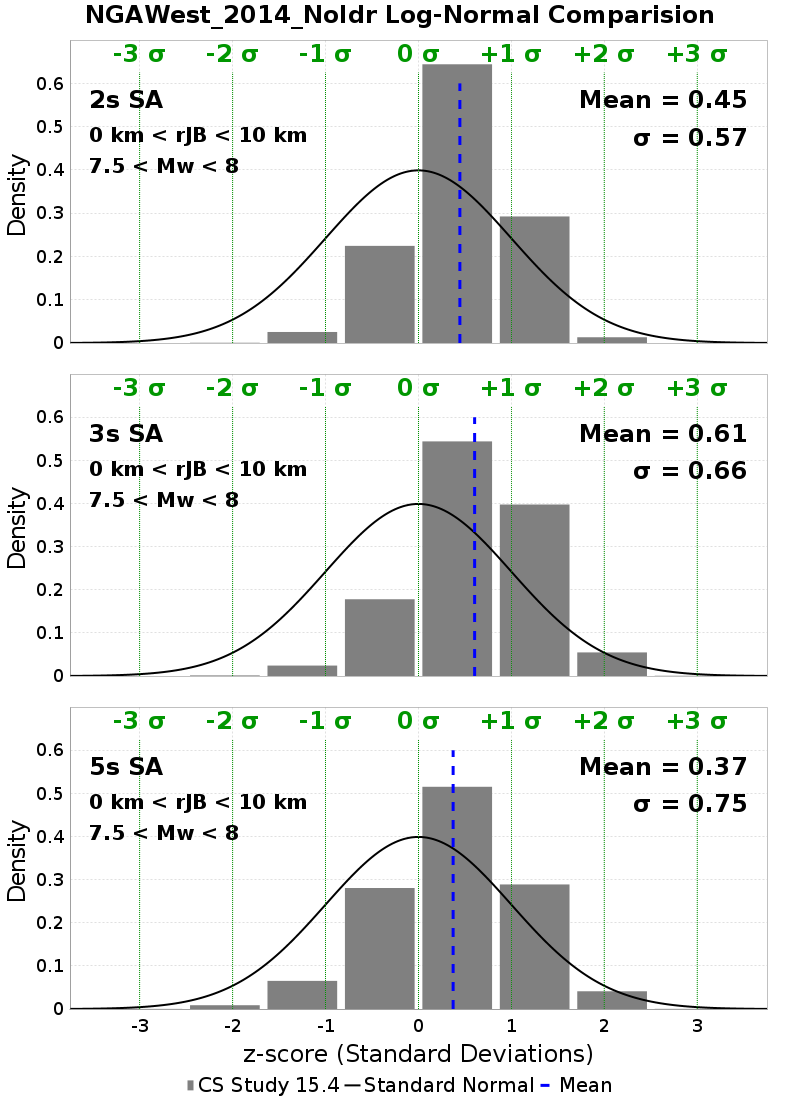 NGAWest_2014_NoIdr Log-Normal Comparision
-3 σ -2 σ -1 σ 0 σ +1 σ +2 σ +3 σ
2s SA
0 km < rJB < 10 km
7.5 < Mw < 8
Mean = 0.45
σ = 0.57
Density
0.6
0.5
0.4
0.3
0.2
0.1
0
-3 σ -2 σ -1 σ 0 σ +1 σ +2 σ +3 σ
3s SA
0 km < rJB < 10 km
7.5 < Mw < 8
Mean = 0.61
σ = 0.66
Density
0.6
0.5
0.4
0.3
0.2
0.1
0
-3 σ -2 σ -1 σ 0 σ +1 σ +2 σ +3 σ
5s SA
0 km < rJB < 10 km
7.5 < Mw < 8
Mean = 0.37
σ = 0.75
Density
0.6
0.5
0.4
0.3
0.2
0.1
0
-3 -2 -1 0 1 2 3
z-score (Standard Deviations)
CS Study 15.4 Standard Normal Mean